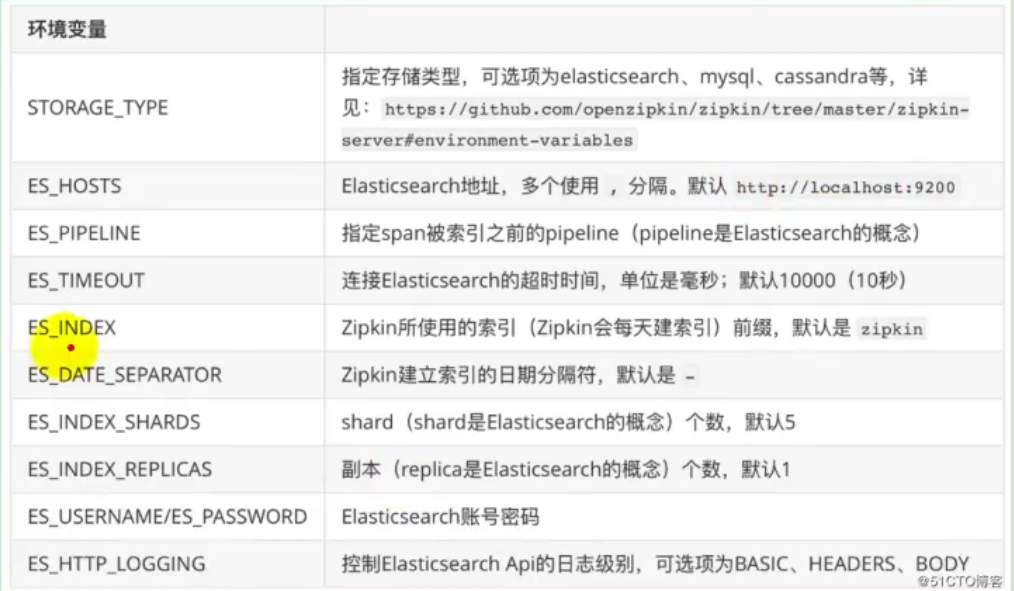 环境变量
STORAGE_TYPE
指定存储类型，可选项为elasticsearch、mysql、cassandra等，详
见： https://github.com/openzipkin/zipkin/tree/master/zipkin-
server#environment-variables
ES_HOSTS
Elasticsearch地址，多个使用 , 分隔。默认 http://localhost:9200
ES_PIPELINE
指定span被索引之前的pipeline（pipeline是Elasticsearch的概念）
ES_TIMEOUT
连接Elasticsearch的超时时间，单位是毫秒；默认10000（10秒）
ES_INDEX
Zipkin所使用的索引（Zipkin会每天建索引）前缀，默认是 zipkin
ES_DATE_SEPARATOR
Zipkin建立索引的日期分隔符，默认是 -
ES_INDEX_SHARDS
shard（shard是Elasticsearch的概念）个数，默认5
ES_INDEX_REPLICAS
副本（replica是Elasticsearch的概念）个数，默认1
ES_USERNAME/ES_PASSWORD
Elasticsearch账号密码
ES_HTTP_LOGGING
控制Elasticsearch Api的日志级别，可选项为BASIC、HEADERS、BODY
@51CTO博客